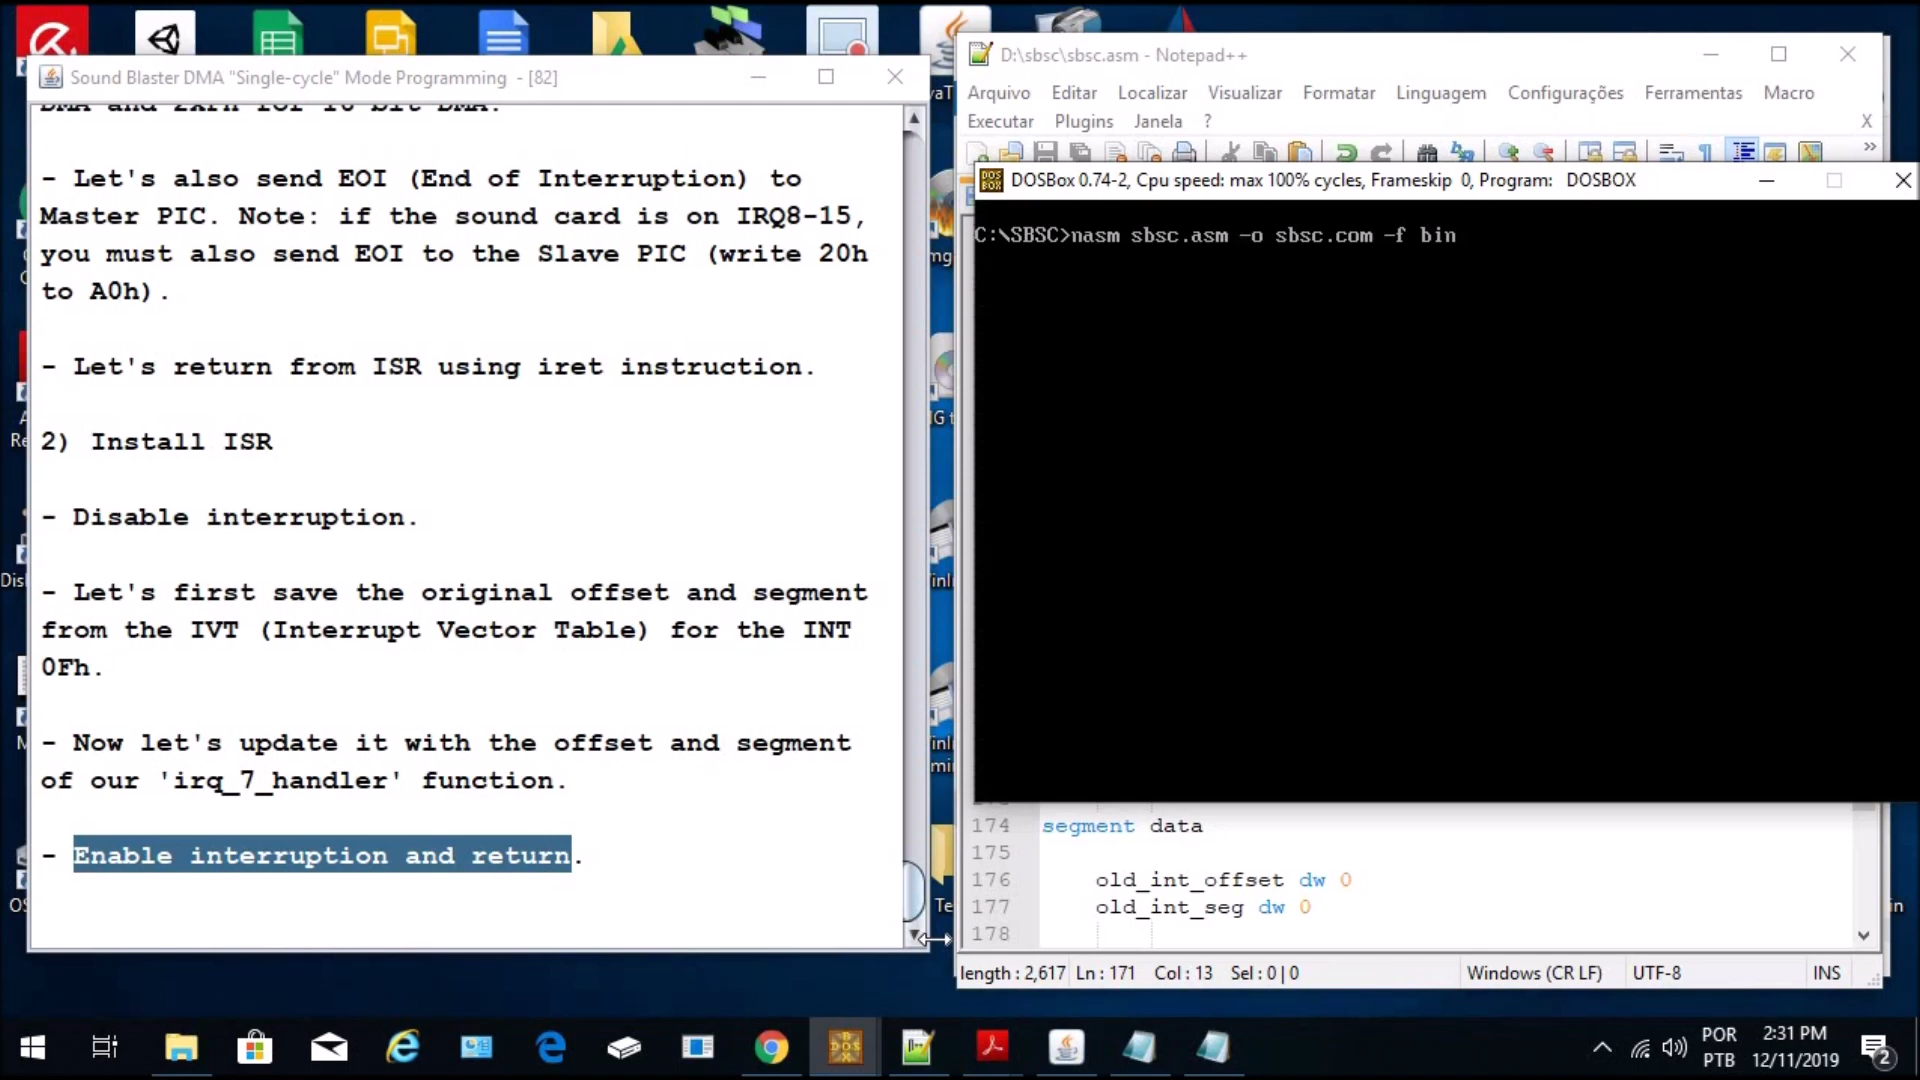 Sound Blaster DMA "Single-cycle" Mode Programming - [82]
DMA and 2xFh for 16 bit DMA.
- Let's also send EOI (End of Interruption) to
Master PIC. Note: if the sound card is on IRQ8-15,
you must also send EOI to the Slave PIC (write 20h
to A0h).
- Let's return from ISR using iret instruction.
2) Install ISR
- Disable interruption.
- Let's first save the original offset and segment
from the IVT (Interrupt Vector Table) for the INT
0Fh.
- Now let's update it with the offset and segment
of our 'irq_7_handler' function.
- Enable interruption and return.
D:\sbsc\sbsc.asm - Notepad++
Arquivo Editar Localizar Visualizar Formatar Linguagem Configurações Ferramentas Macro
Executar Plugins Janela ? X
DOSBox 0.74-2, Cpu speed: max 100% cycles, Frameskip 0, Program: DOSBOX
C:\SBSC>nasm sbsc.asm -o sbsc.com -f bin
174 segment data
175
176 old_int_offset dw 0
177 old_int_seg dw 0
178
length : 2,617 Ln : 171 Col : 13 Sel : 0 | 0 Windows (CR LF) UTF-8 INS
POR
PTB
2:31 PM
12/11/2019
2